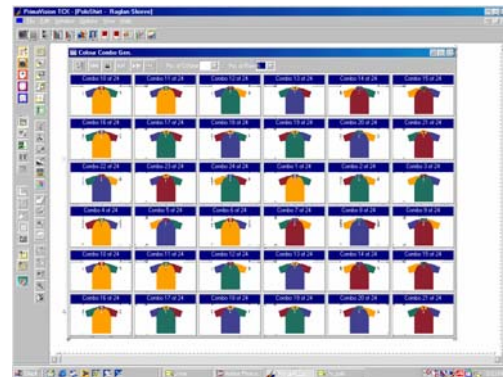 PrimaVision TCX - [PoloShirt - Raglan Sleeve]
File Edit Window Options View Help
Colour Combo Gen.
Combo 10 of 24 Combo 11 of 24 Combo 12 of 24 Combo 13 of 24 Combo 14 of 24 Combo 15 of 24
Combo 16 of 24 Combo 17 of 24 Combo 18 of 24 Combo 19 of 24 Combo 20 of 24 Combo 21 of 24
Combo 22 of 24 Combo 23 of 24 Combo 24 of 24 Combo 1 of 24 Combo 2 of 24 Combo 3 of 24
Combo 4 of 24 Combo 5 of 24 Combo 6 of 24 Combo 7 of 24 Combo 8 of 24 Combo 9 of 24
Combo 10 of 24 Combo 11 of 24 Combo 12 of 24 Combo 13 of 24 Combo 14 of 24 Combo 15 of 24
Combo 16 of 24 Combo 17 of 24 Combo 18 of 24 Combo 19 of 24 Combo 20 of 24 Combo 21 of 24